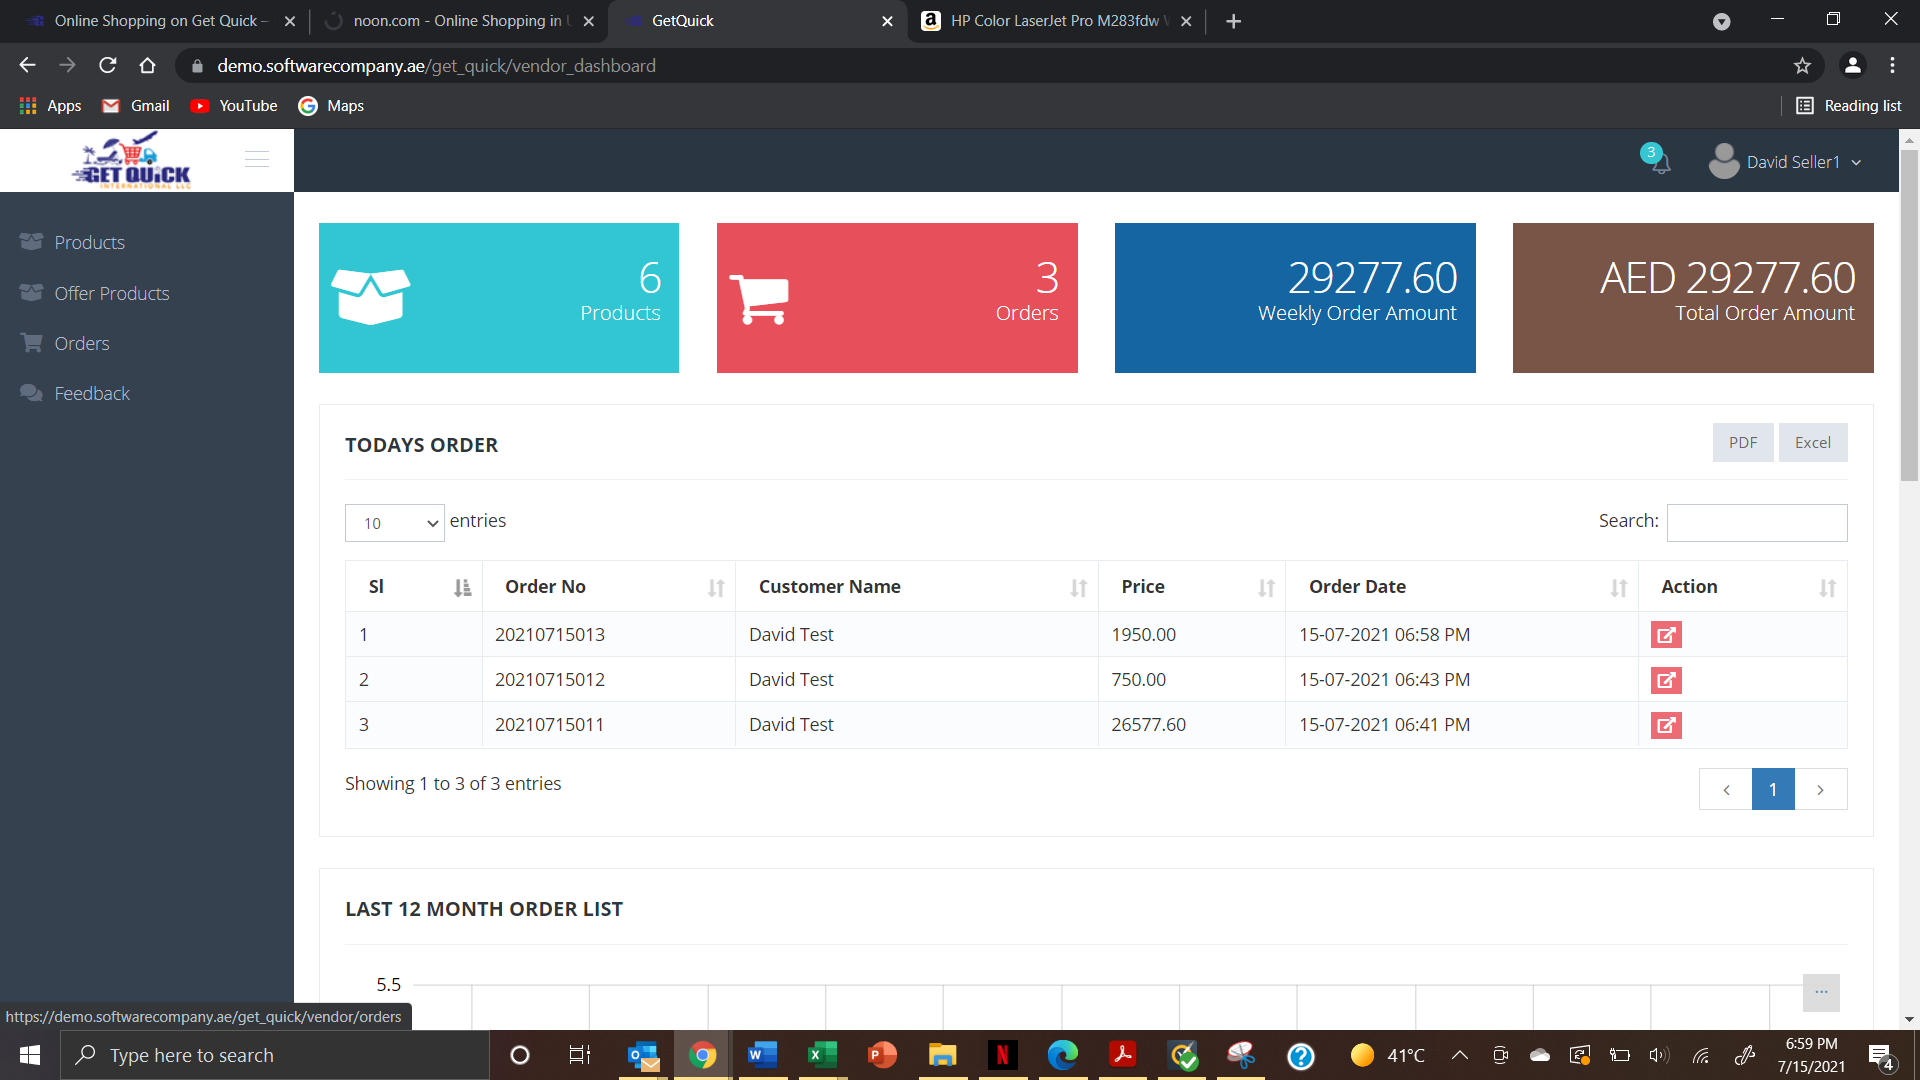 Online Shopping on Get Quick –
noon.com - Online Shopping in U
GetQuick
HP Color LaserJet Pro M283fdw W
demo.softwarecompany.ae/get_quick/vendor_dashboard
Apps
Gmail
YouTube
Maps
Reading list
GET QUICK
INTERNATIONAL LLC
3
David Seller1
Products
Offer Products
Orders
Feedback
6
Products
3
Orders
29277.60
Weekly Order Amount
AED 29277.60
Total Order Amount
TODAYS ORDER
PDF
Excel
10
entries
Search:
Sl Order No Customer Name Price Order Date Action
1 20210715013 David Test 1950.00 15-07-2021 06:58 PM
2 20210715012 David Test 750.00 15-07-2021 06:43 PM
3 20210715011 David Test 26577.60 15-07-2021 06:41 PM
Showing 1 to 3 of 3 entries
1
LAST 12 MONTH ORDER LIST
5.5
...
https://demo.softwarecompany.ae/get_quick/vendor/orders
Type here to search
41°C
6:59 PM
7/15/2021
4